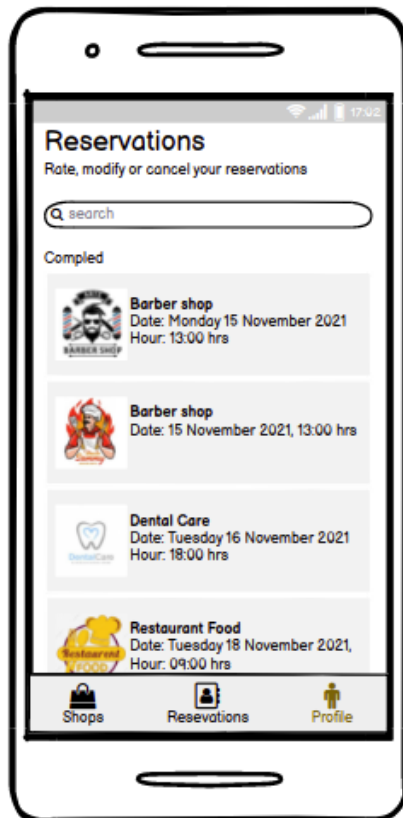 17:02
Reservations
Rate, modify or cancel your reservations
search
Compled
BARBER SHOP
Barber shop
Date: Monday 15 November 2021
Hour: 13:00 hrs
Barber shop
Date: 15 November 2021, 13:00 hrs
DentalCare
Dental Care
Date: Tuesday 16 November 2021
Hour: 18:00 hrs
Restaurant
FOOD
Restaurant Food
Date: Tuesday 18 November 2021,
Hour: 09:00 hrs
Shops
Resevations
Profile